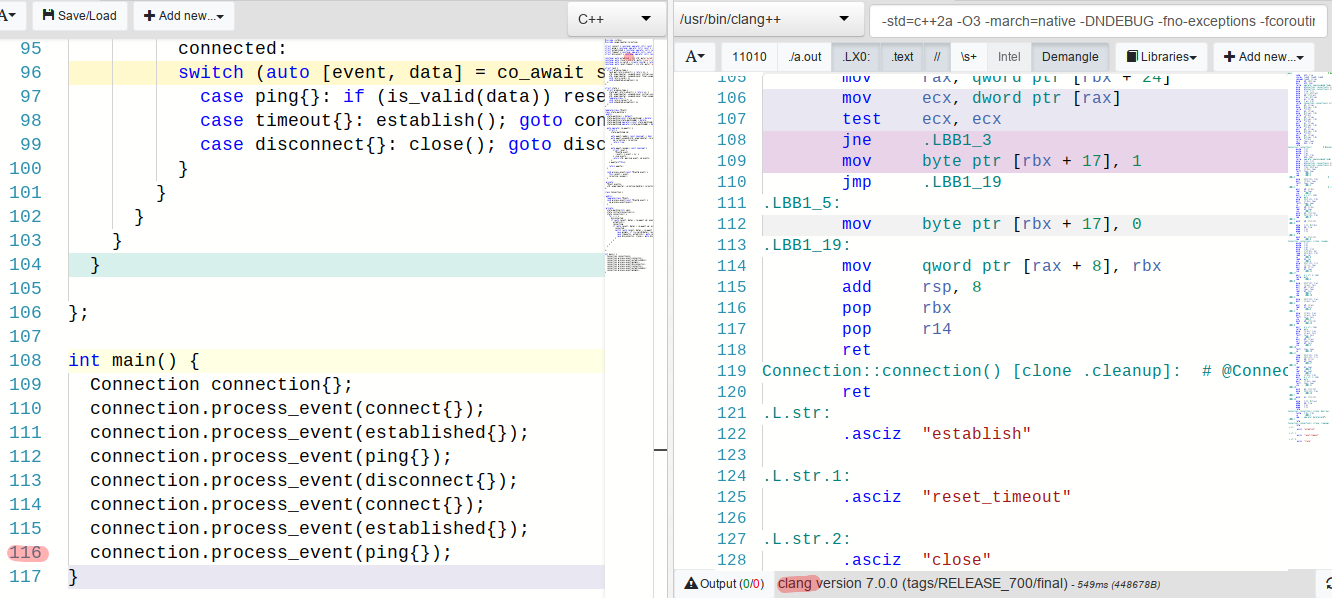 A Save/Load Add new... C++
95 connected:
96 switch (auto [event, data] = co_await s
97 case ping{}: if (is_valid(data)) rese
98 case timeout{}: establish(); goto con
99 case disconnect{}: close(); goto disc
100 }
101 }
102 }
103 }
104 }
105
106 };
107
108 int main() {
109 Connection connection{};
110 connection.process_event(connect{});
111 connection.process_event(established{});
112 connection.process_event(ping{});
113 connection.process_event(disconnect{});
114 connection.process_event(connect{});
115 connection.process_event(established{});
116 connection.process_event(ping{});
117 }
/usr/bin/clang++ -std=c++2a -O3 -march=native -DNDEBUG -fno-exceptions -fcoroutin
A 11010 ./a.out .LX0: .text // \s+ Intel Demangle Libraries Add new...
105 mov rax, qword ptr [rbx + 24]
106 mov ecx, dword ptr [rax]
107 test ecx, ecx
108 jne .LBB1_3
109 mov byte ptr [rbx + 17], 1
110 jmp .LBB1_19
111 .LBB1_5:
112 mov byte ptr [rbx + 17], 0
113 .LBB1_19:
114 mov qword ptr [rax + 8], rbx
115 add rsp, 8
116 pop rbx
117 pop r14
118 ret
119 Connection::connection() [clone .cleanup]: # @Connec
120 ret
121 .L.str:
122 .asciz "establish"
123
124 .L.str.1:
125 .asciz "reset_timeout"
126
127 .L.str.2:
128 .asciz "close"
Output (0/0) clang version 7.0.0 (tags/RELEASE_700/final) - 549ms (448678B)